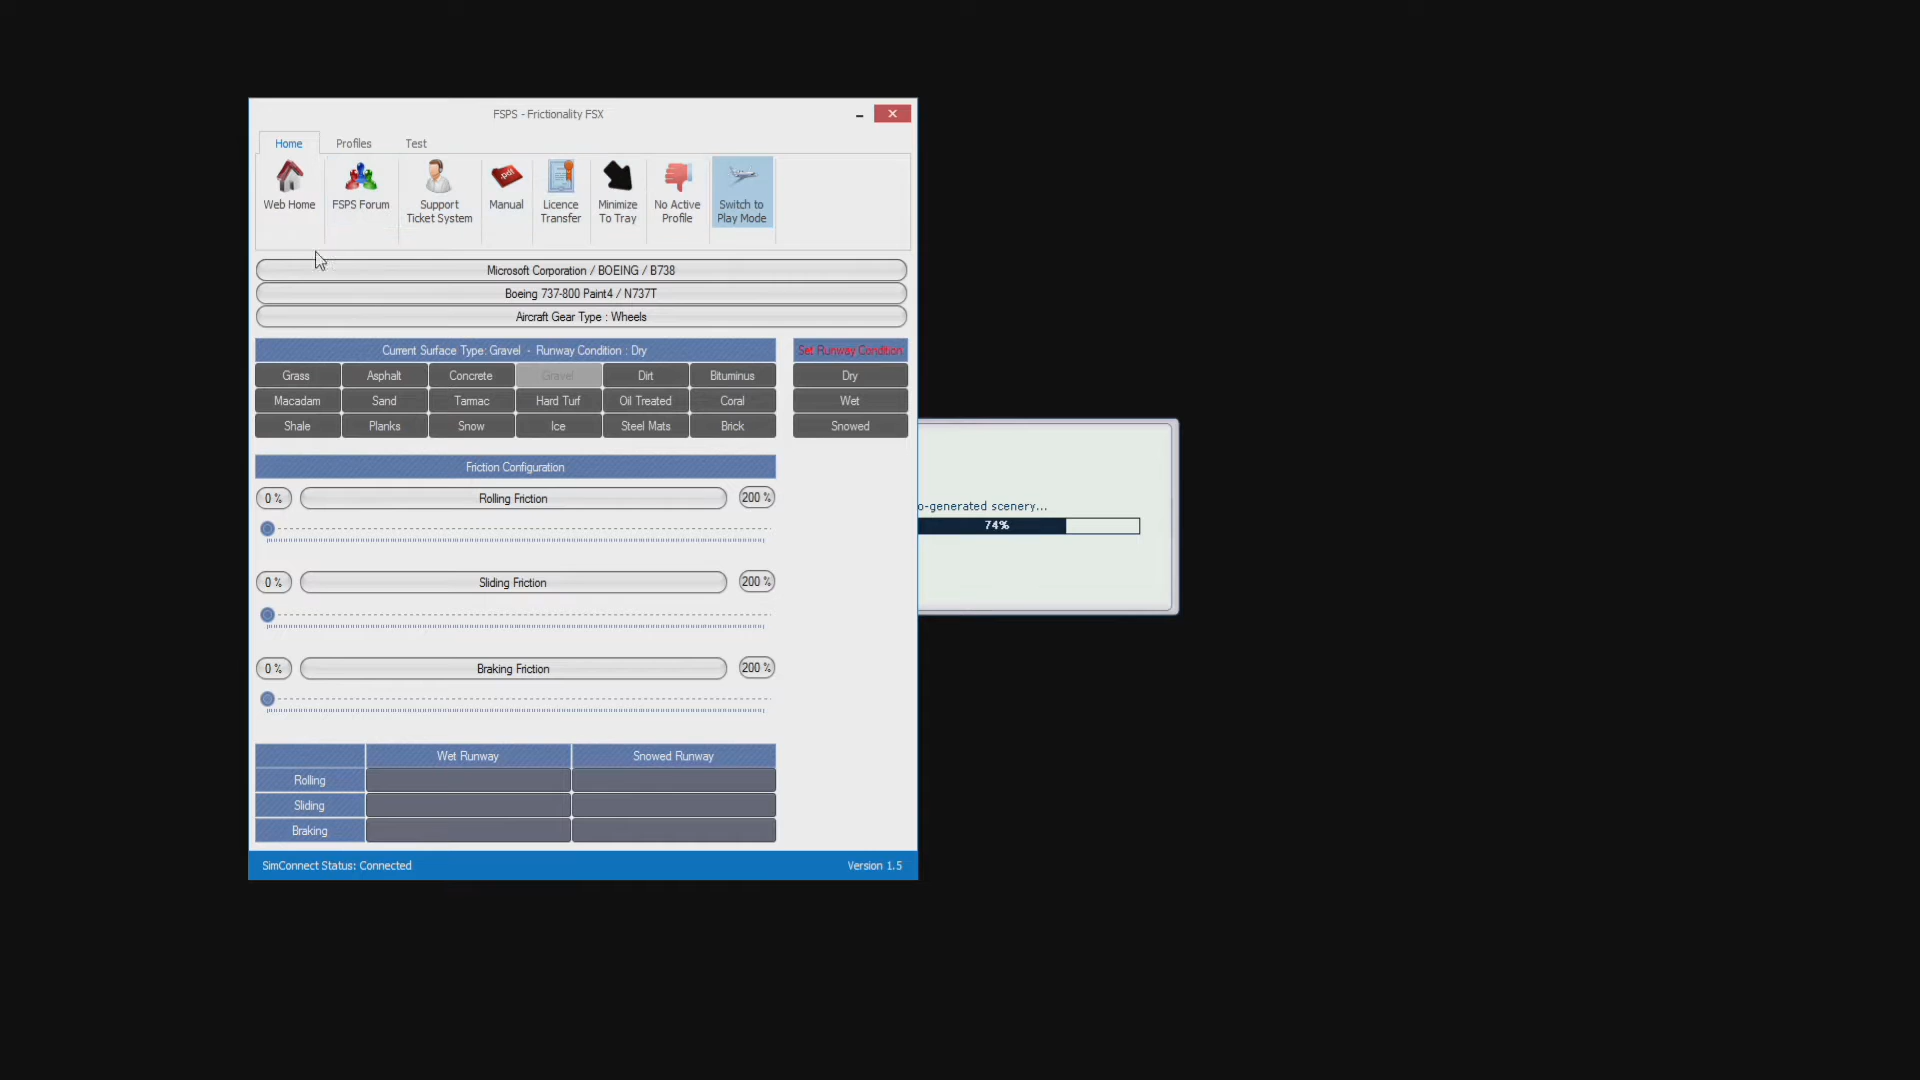 FSPS - Frictionality FSX
Home Profiles Test
Web Home
FSPS Forum
Support
Ticket System
.pdf
Manual
Licence
Transfer
Minimize
To Tray
No Active
Profile
Switch to
Play Mode
Microsoft Corporation / BOEING / B738
Boeing 737-800 Paint4 / N737T
Aircraft Gear Type : Wheels
Current Surface Type: Gravel - Runway Condition : Dry
Set Runway Condition
Grass Asphalt Concrete Gravel Dirt Bituminus Dry
Macadam Sand Tarmac Hard Turf Oil Treated Coral Wet
Shale Planks Snow Ice Steel Mats Brick Snowed
Friction Configuration
0 % Rolling Friction 200 %
o-generated scenery...
74%
0 % Sliding Friction 200 %
0 % Braking Friction 200 %
Wet Runway Snowed Runway
Rolling
Sliding
Braking
SimConnect Status: Connected Version 1.5